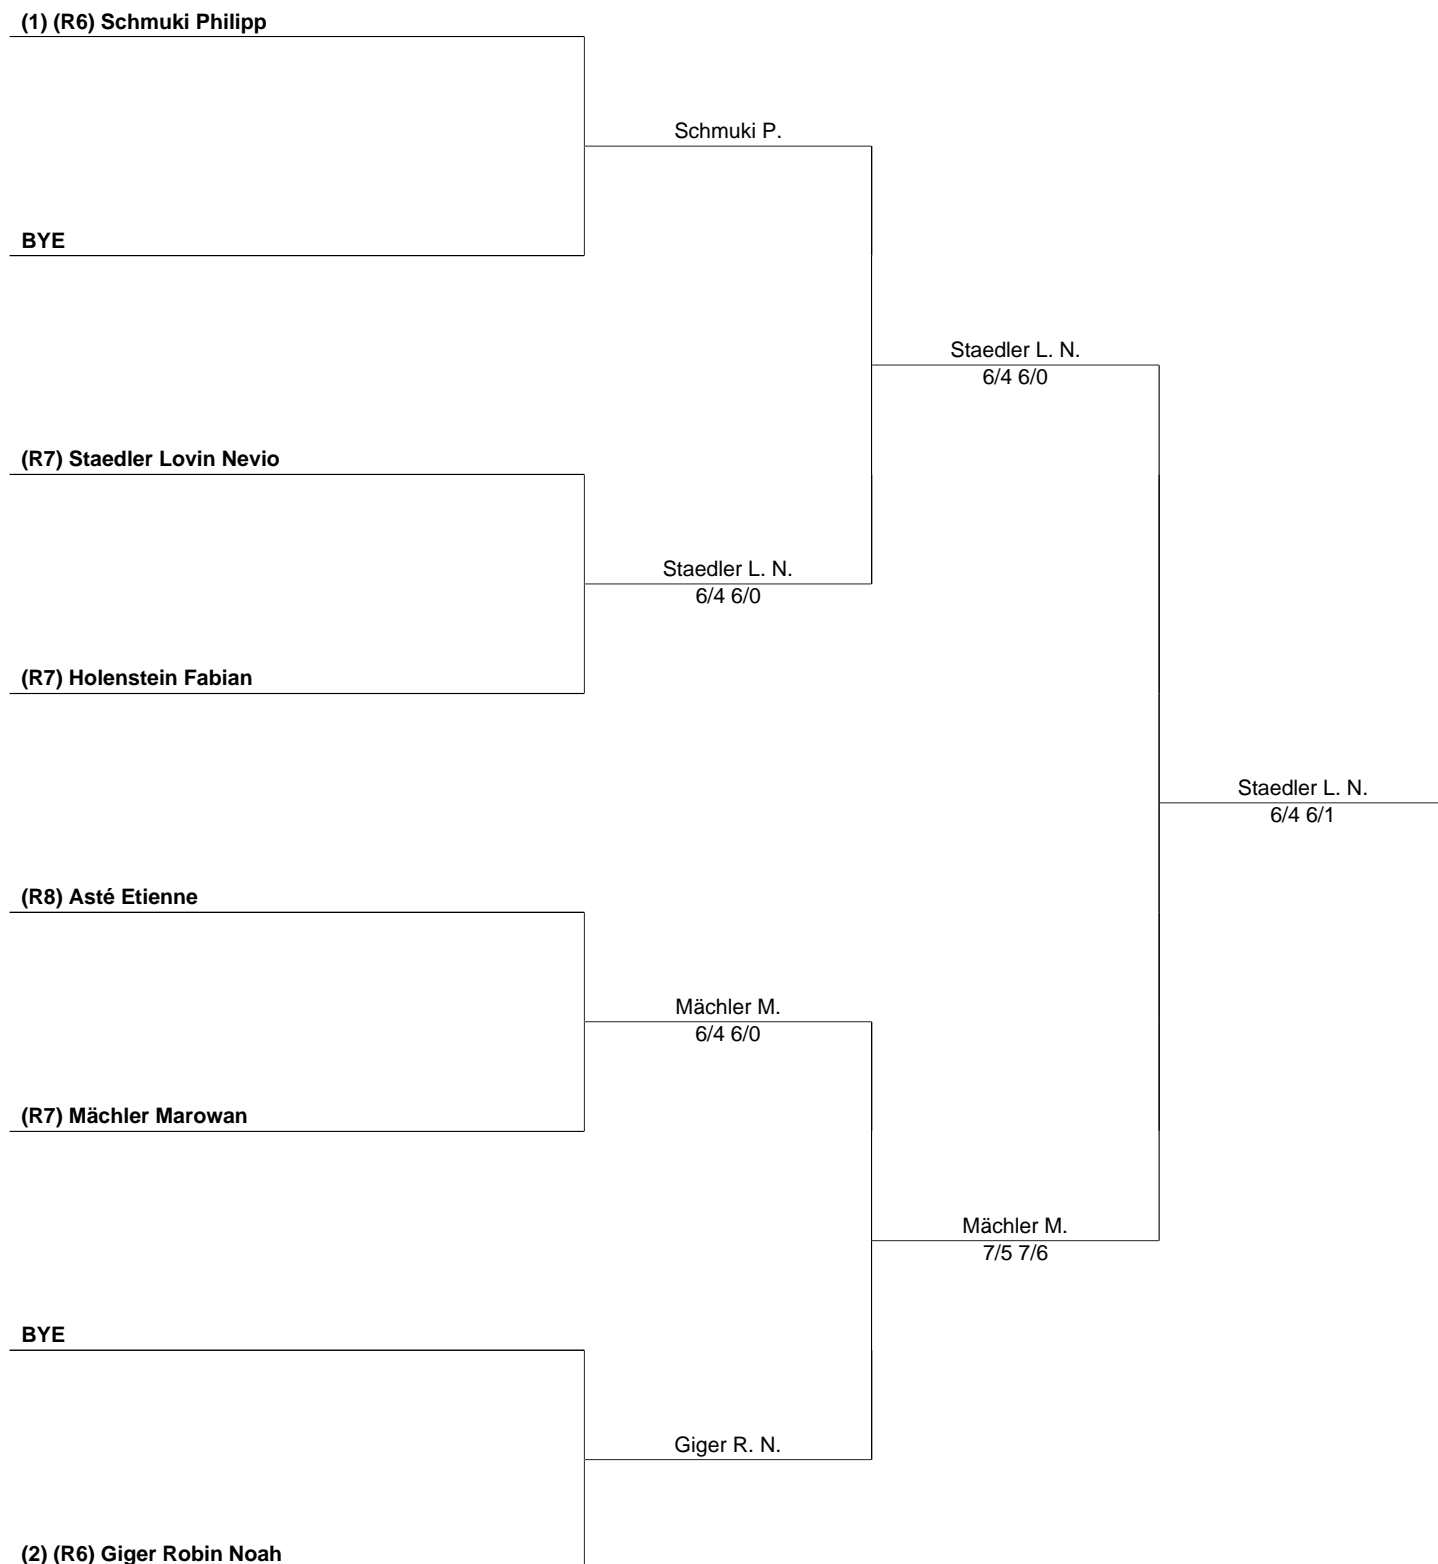 (1) (R6) Schmuki Philipp
Schmuki P.
BYE
Staedler L. N.
6/4 6/0
(R7) Staedler Lovin Nevio
Staedler L. N.
6/4 6/0
(R7) Holenstein Fabian
Staedler L. N.
6/4 6/1
(R8) Asté Etienne
Mächler M.
6/4 6/0
(R7) Mächler Marowan
Mächler M.
7/5 7/6
BYE
Giger R. N.
(2) (R6) Giger Robin Noah